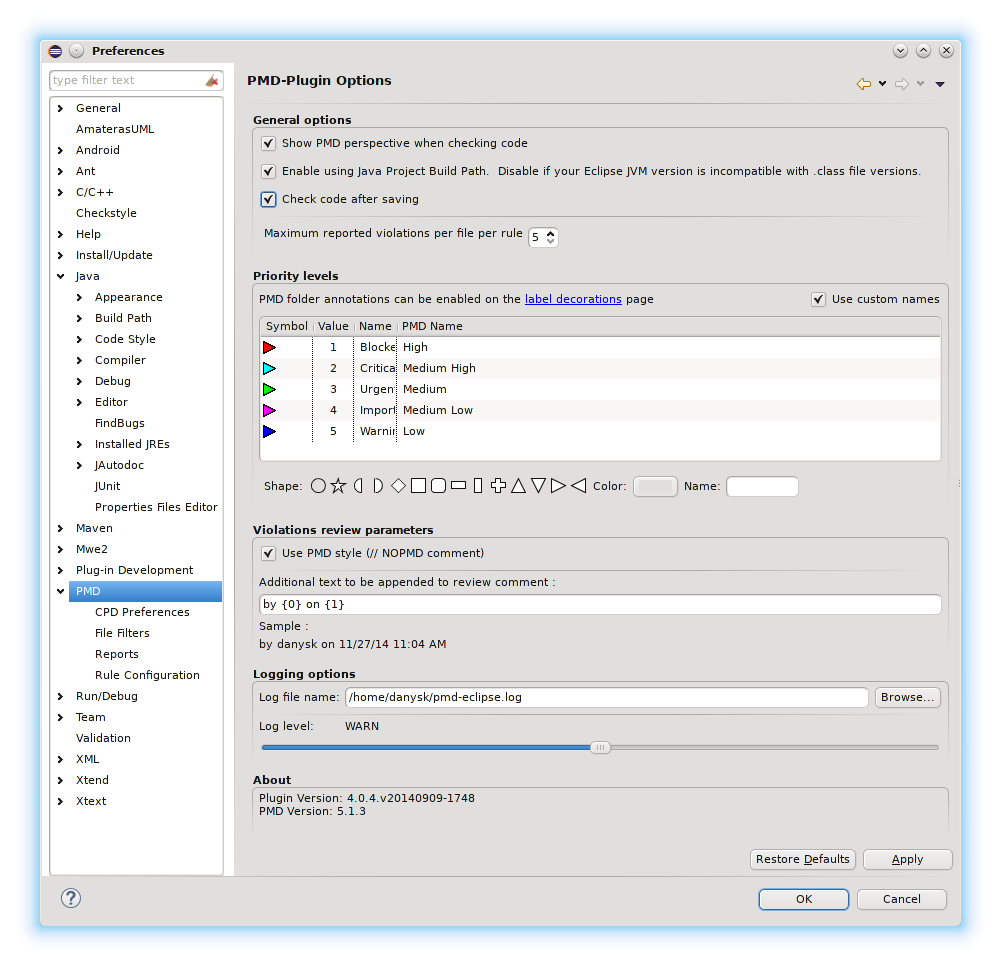 Preferences
type filter text
General
AmaterasUML
Android
Ant
C/C++
Checkstyle
Help
Install/Update
Java
Appearance
Build Path
Code Style
Compiler
Debug
Editor
FindBugs
Installed JREs
JAutodoc
JUnit
Properties Files Editor
Maven
Mwe2
Plug-in Development
PMD
CPD Preferences
File Filters
Reports
Rule Configuration
Run/Debug
Team
Validation
XML
Xtend
Xtext
PMD-Plugin Options
General options
Show PMD perspective when checking code
Enable using Java Project Build Path. Disable if your Eclipse JVM version is incompatible with .class file versions.
Check code after saving
Maximum reported violations per file per rule 5
Priority levels
PMD folder annotations can be enabled on the label decorations page Use custom names
Symbol Value Name PMD Name
1 Blocke High
2 Critica Medium High
3 Urgen Medium
4 Import Medium Low
5 Warnin Low
Shape: Color: Name:
Violations review parameters
Use PMD style (// NOPMD comment)
Additional text to be appended to review comment :
by {0} on {1}
Sample :
by danysk on 11/27/14 11:04 AM
Logging options
Log file name: /home/danysk/pmd-eclipse.log Browse...
Log level: WARN
About
Plugin Version: 4.0.4.v20140909-1748
PMD Version: 5.1.3
Restore Defaults Apply
? OK Cancel